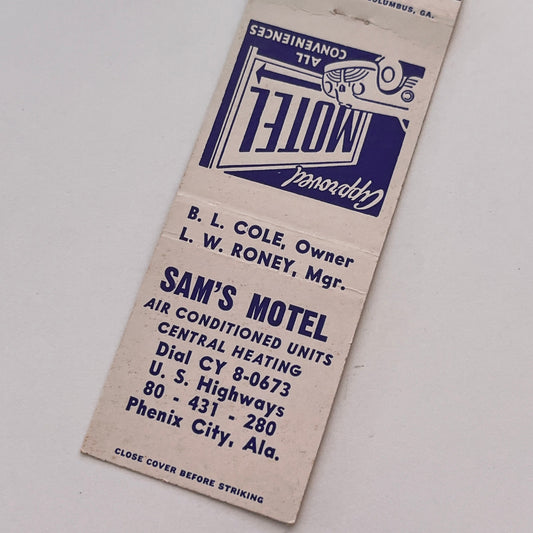 COLUMBUS, GA.
Approved
MOTEL
ALL
CONVENIENCES
B. L. COLE, Owner
L. W. RONEY, Mgr.
SAM'S MOTEL
AIR CONDITIONED UNITS
CENTRAL HEATING
Dial CY 8-0673
U. S. Highways
80 - 431 - 280
Phenix City, Ala.
CLOSE COVER BEFORE STRIKING